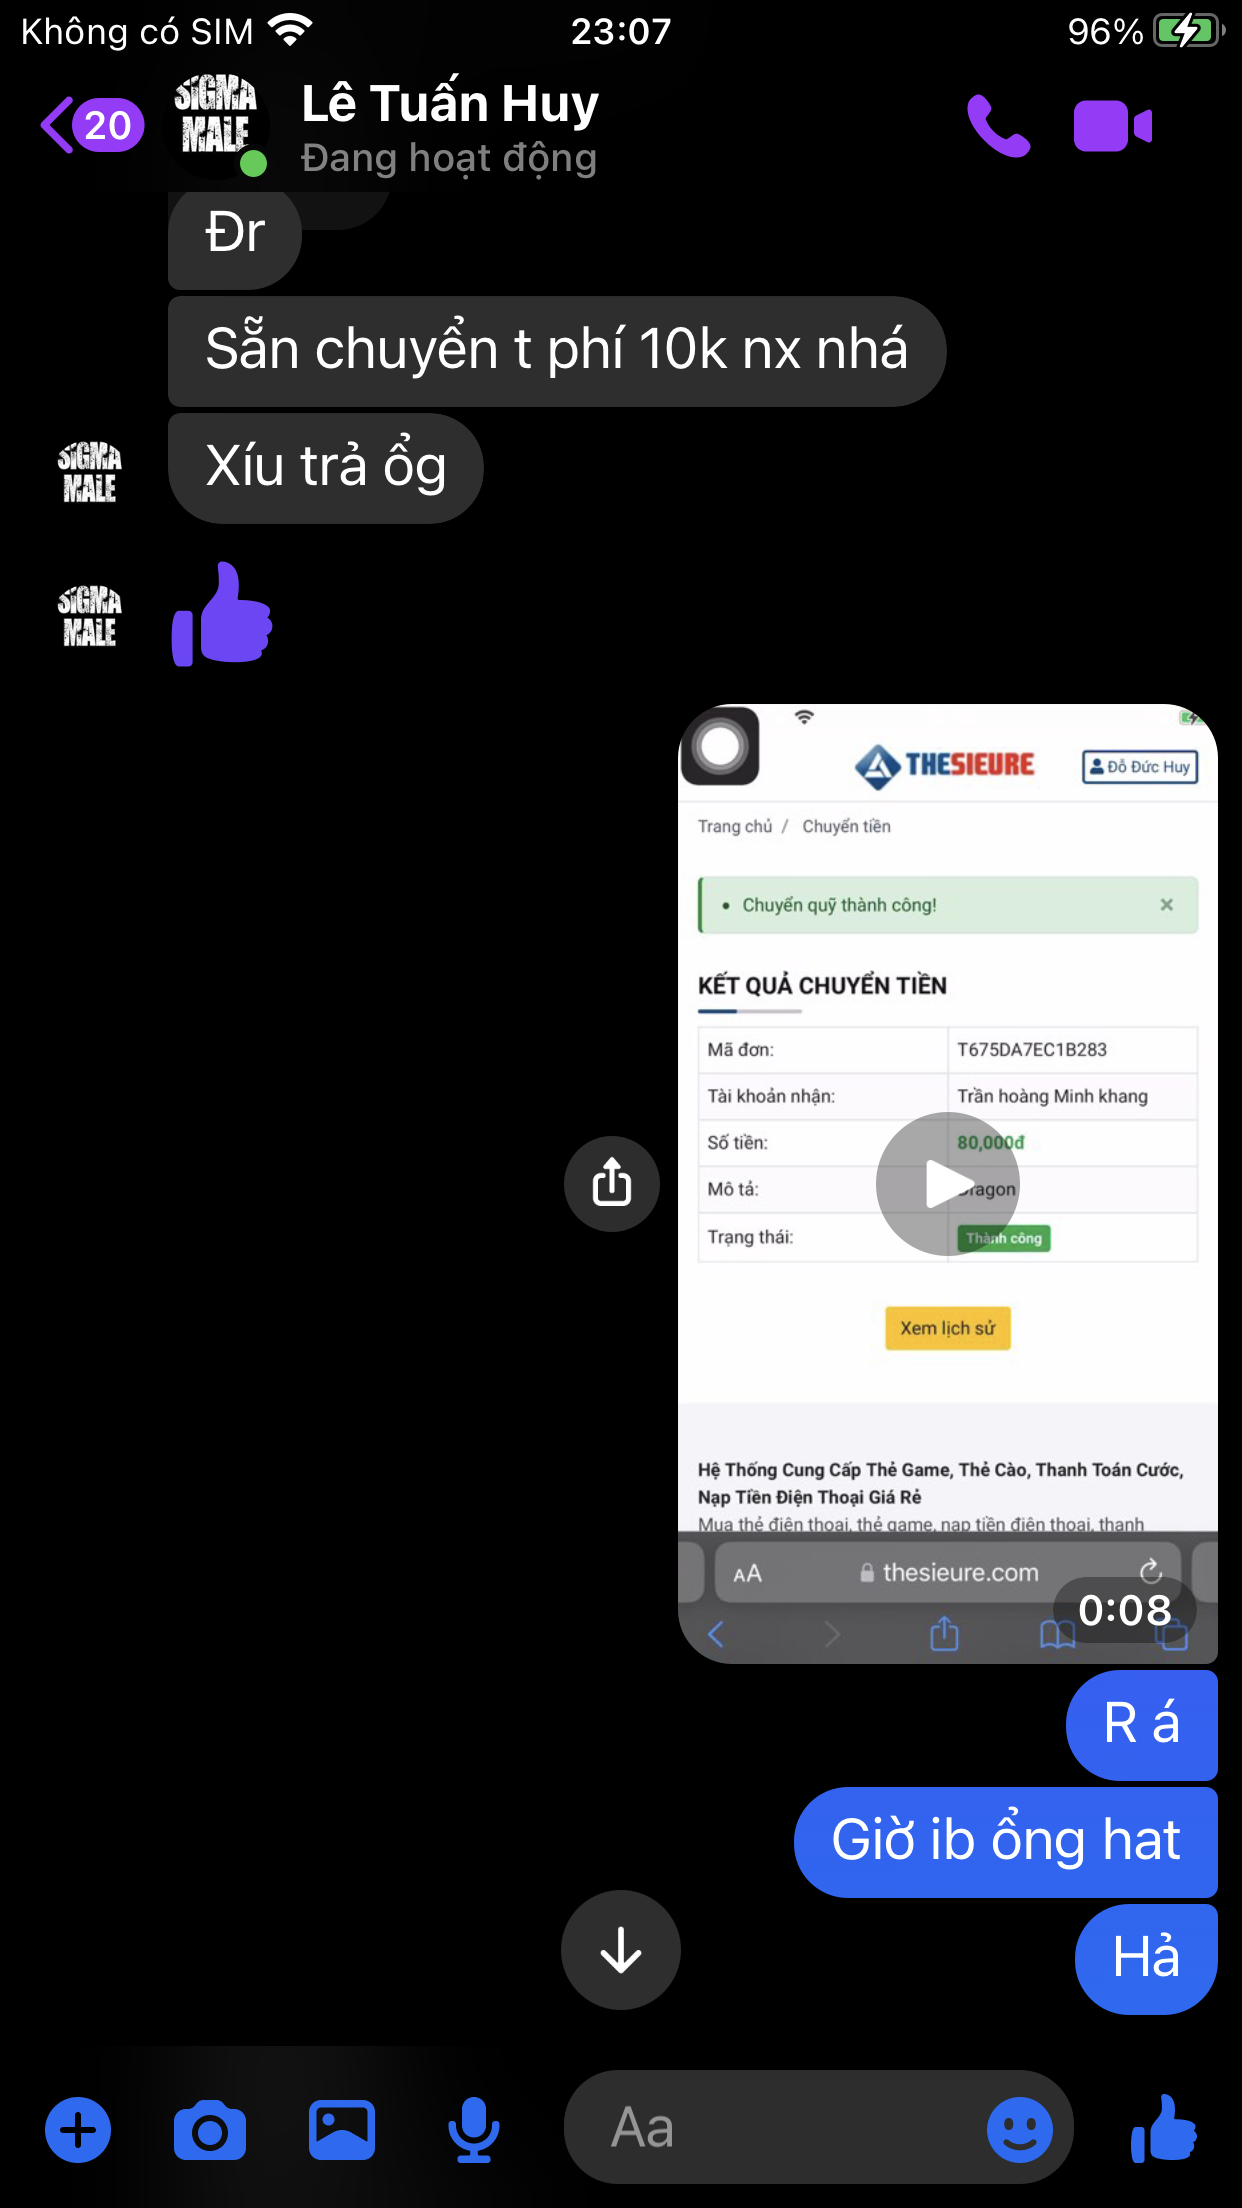 Không có SIM 23:07 96%
20 SIGMA MALE Lê Tuấn Huy
Đang hoạt động
Đr
Sẵn chuyển t phí 10k nx nhá
Xíu trả ổg
SIGMA MALE
SIGMA MALE
THESIEURE Đỗ Đức Huy
Trang chủ / Chuyển tiền
• Chuyển quỹ thành công! ×
KẾT QUẢ CHUYỂN TIỀN
Mã đơn: T675DA7EC1B283
Tài khoản nhận: Trần hoàng Minh khang
Số tiền: 80,000đ
Mô tả: Dragon
Trạng thái: Thành công
Xem lịch sử
Hệ Thống Cung Cấp Thẻ Game, Thẻ Cào, Thanh Toán Cước,
Nạp Tiền Điện Thoại Giá Rẻ
Mua thẻ điện thoại, thẻ game, nạp tiền điện thoại, thanh
AA thesieure.com
0:08
R á
Giờ ib ổng hat
Hả
Aa